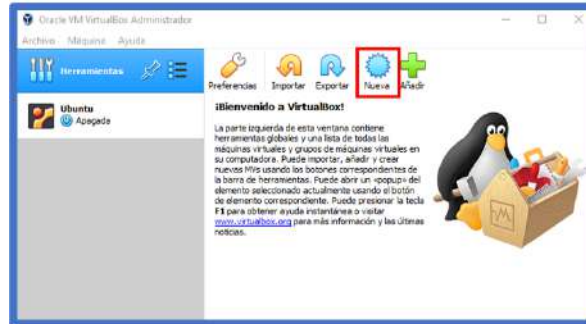 Oracle VM VirtualBox Administrador
Archivo Máquina Ayuda
Herramientas
Preferencias Importar Exportar Nueva Añadir
Ubuntu
Apagada
¡Bienvenido a VirtualBox!
La parte izquierda de esta ventana contiene
herramientas globales y una lista de todas las
máquinas virtuales y grupos de máquinas virtuales en
su computadora. Puede importar, añadir y crear
nuevas MVs usando los botones correspondientes de
la barra de herramientas. Puede abrir un «popup» del
elemento seleccionado actualmente usando el botón
de elemento correspondiente. Puede presionar la tecla
F1 para obtener ayuda instantánea o visitar
www.virtualbox.org para más información y las últimas
noticias.